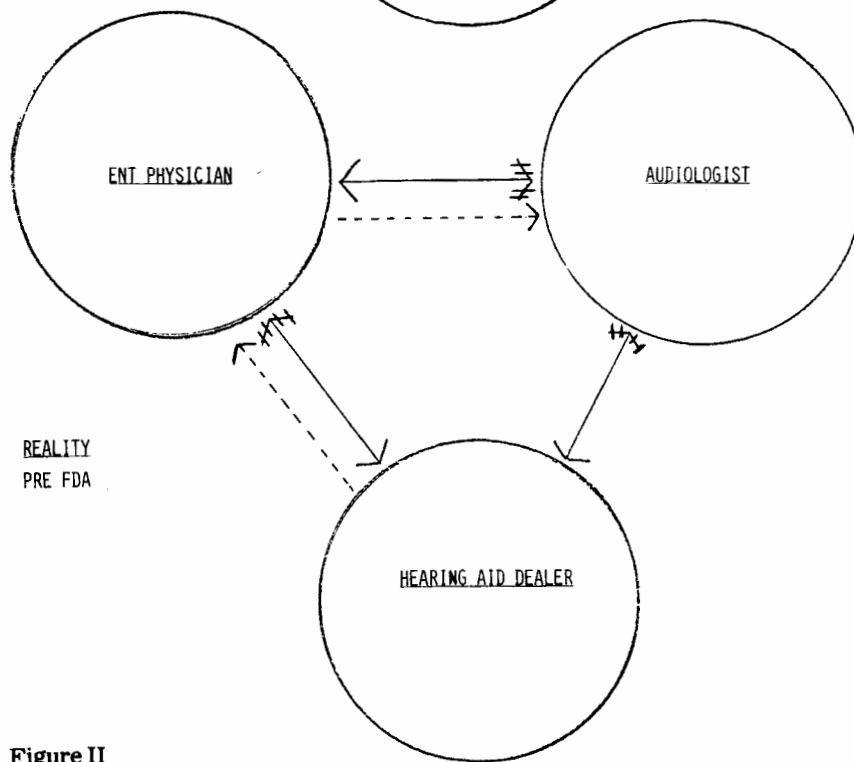 ENT PHYSICIAN
AUDIOLOGIST
REALITY
PRE FDA
HEARING AID DEALER
Figure II